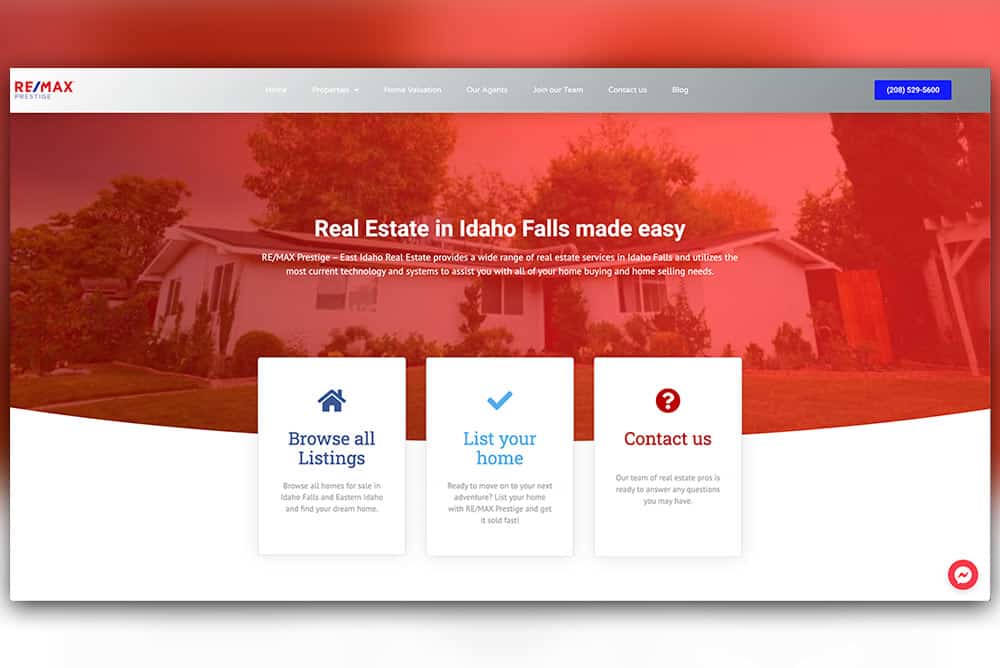 RE/MAX
PRESTIGE
Home Properties Home Valuation Our Agents Join our Team Contact us Blog
(208) 529-5600
Real Estate in Idaho Falls made easy
RE/MAX Prestige – East Idaho Real Estate provides a wide range of real estate services in Idaho Falls and utilizes the
most current technology and systems to assist you with all of your home buying and home selling needs.
Browse all
Listings
Browse all homes for sale in
Idaho Falls and Eastern Idaho
and find your dream home.
List your
home
Ready to move on to your next
adventure? List your home
with RE/MAX Prestige and get
it sold fast!
Contact us
Our team of real estate pros is
ready to answer any questions
you may have.